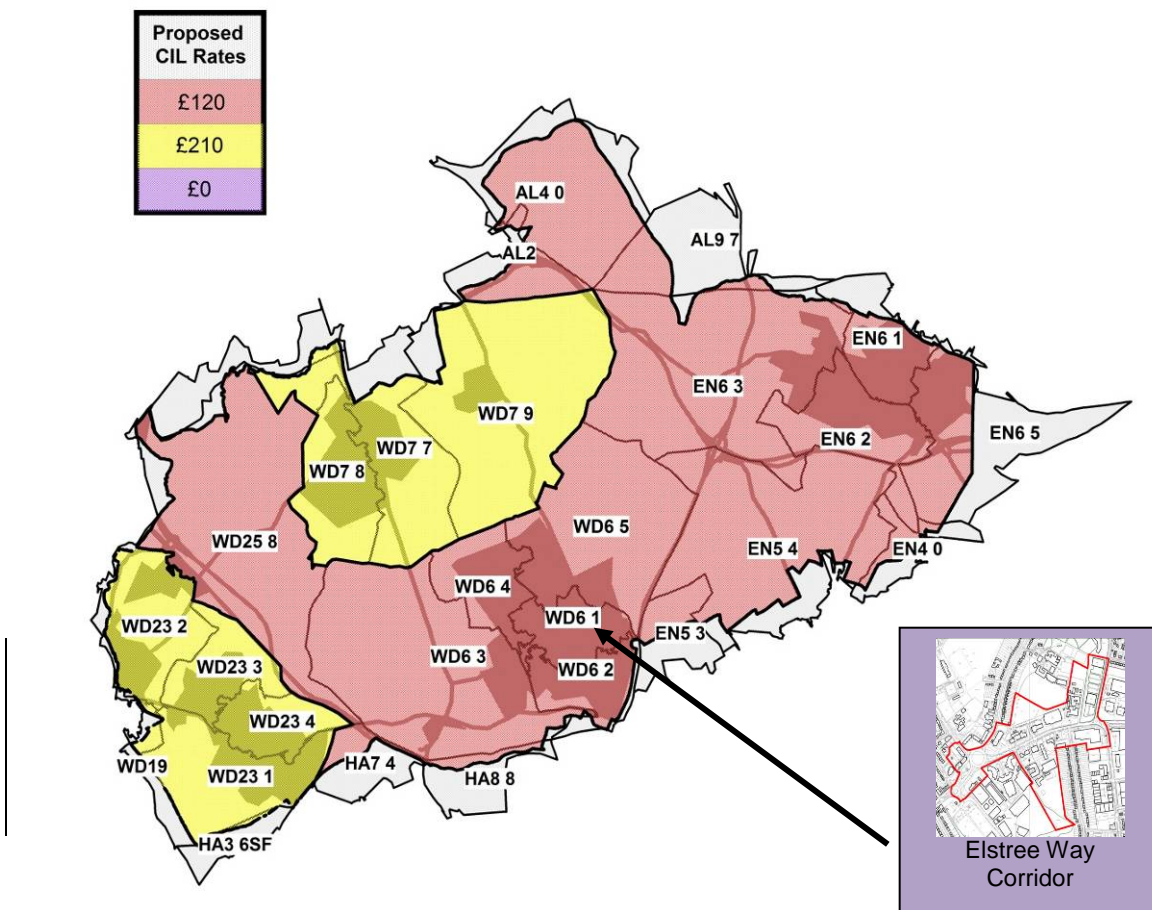 Proposed
CIL Rates
£120
£210
£0
AL4 0
AL9 7
AL2
EN6 1
EN6 3
WD7 9
EN6 2
EN6 5
WD7 7
WD7 8
WD6 5
WD25 8
EN5 4
EN4 0
WD6 4
WD6 1
WD23 2
EN5 3
WD6 3
WD23 3
WD6 2
WD23 4
WD19
HA7 4
WD23 1
HA8 8
HA3 6SF
Elstree Way
Corridor